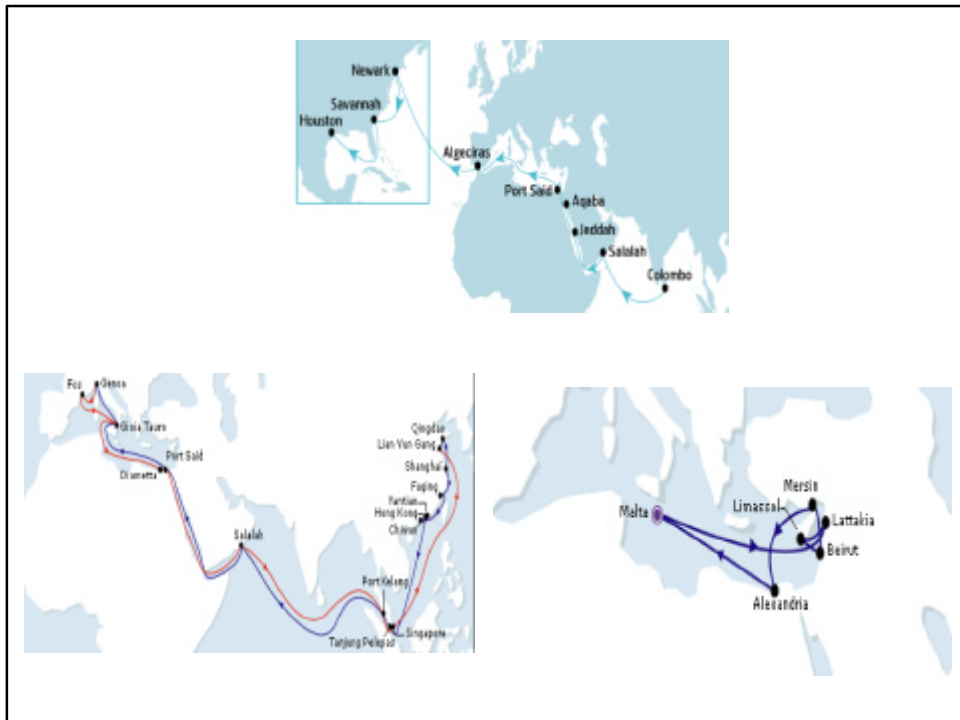 Newark
Savannah
Houston
Algeciras
Port Said
Aqaba
Jeddah
Salalah
Colombo
Fos
Genoa
Gioia Tauro
Port Said
Diametta
Salalah
Qingdao
Lian Yun Gang
Shanghai
Fuqing
Yantian
Hong Kong
Chiwan
Port Kelang
Singapore
Tanjung Pelepas
Malta
Limassol
Mersin
Lattakia
Beirut
Alexandria